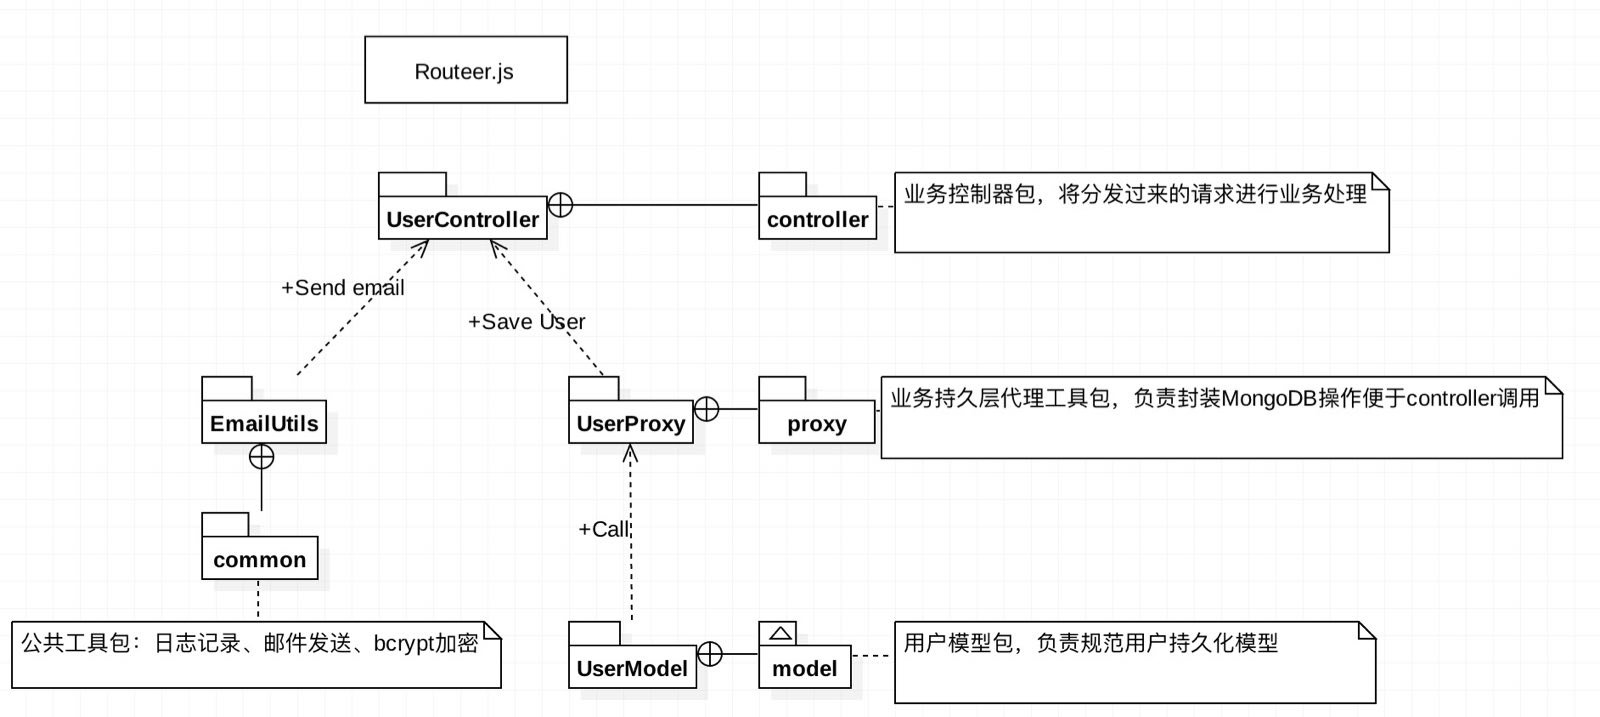 Routeer.js
UserController
controller
业务控制器包，将分发过来的请求进行业务处理
+Send email
+Save User
EmailUtils
UserProxy
proxy
业务持久层代理工具包，负责封装MongoDB操作便于controller调用
+Call
common
公共工具包：日志记录、邮件发送、bcrypt加密
UserModel
model
用户模型包，负责规范用户持久化模型